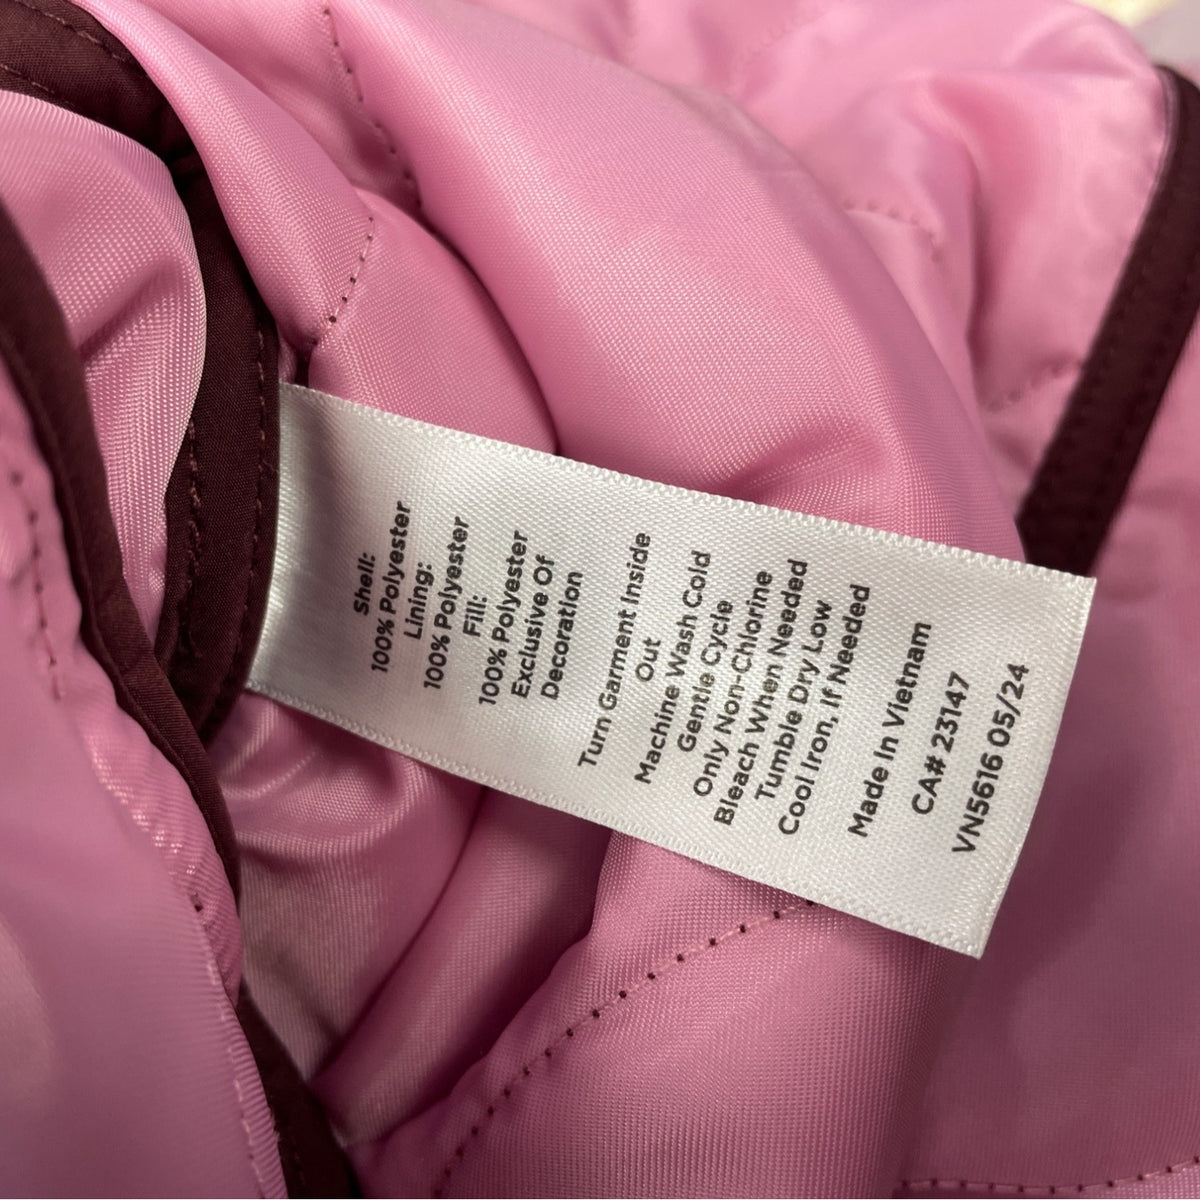 Shell:
100% Polyester
Lining:
100% Polyester
Fill:
100% Polyester
Exclusive Of
Decoration
Turn Garment Inside
Out
Machine Wash Cold
Gentle Cycle
Only Non-Chlorine
Bleach When Needed
Tumble Dry Low
Cool Iron, If Needed
Made In Vietnam
CA# 23147
VN5616 05/24